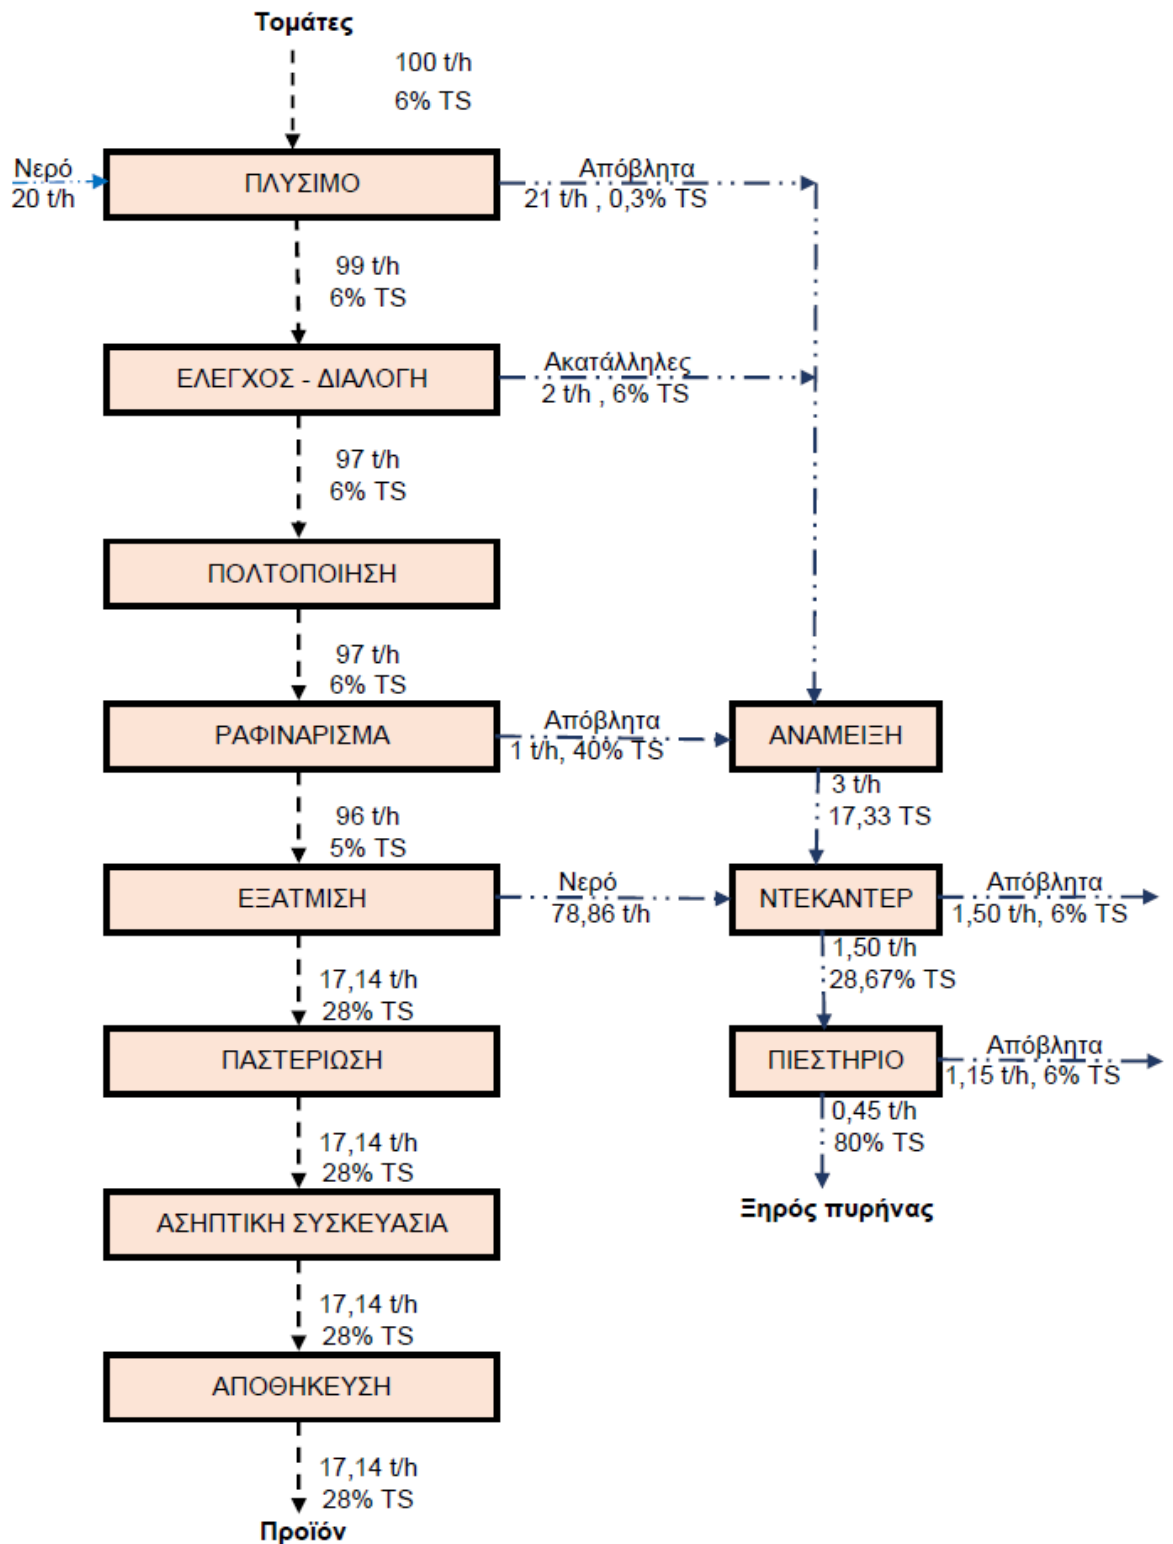 Τομάτες
100 t/h
6% TS
Νερό
20 t/h
ΠΛΥΣΙΜΟ
Απόβλητα
21 t/h , 0,3% TS
99 t/h
6% TS
ΕΛΕΓΧΟΣ - ΔΙΑΛΟΓΗ
Ακατάλληλες
2 t/h , 6% TS
97 t/h
6% TS
ΠΟΛΤΟΠΟΙΗΣΗ
97 t/h
6% TS
ΡΑΦΙΝΑΡΙΣΜΑ
Απόβλητα
1 t/h, 40% TS
ΑΝΑΜΕΙΞΗ
96 t/h
5% TS
3 t/h
17,33 TS
ΕΞΑΤΜΙΣΗ
Νερό
78,86 t/h
ΝΤΕΚΑΝΤΕΡ
Απόβλητα
1,50 t/h, 6% TS
17,14 t/h
28% TS
1,50 t/h
28,67% TS
ΠΑΣΤΕΡΙΩΣΗ
ΠΙΕΣΤΗΡΙΟ
Απόβλητα
1,15 t/h, 6% TS
17,14 t/h
28% TS
0,45 t/h
80% TS
ΑΣΗΠΤΙΚΗ ΣΥΣΚΕΥΑΣΙΑ
Ξηρός πυρήνας
17,14 t/h
28% TS
ΑΠΟΘΗΚΕΥΣΗ
17,14 t/h
28% TS
Προϊόν